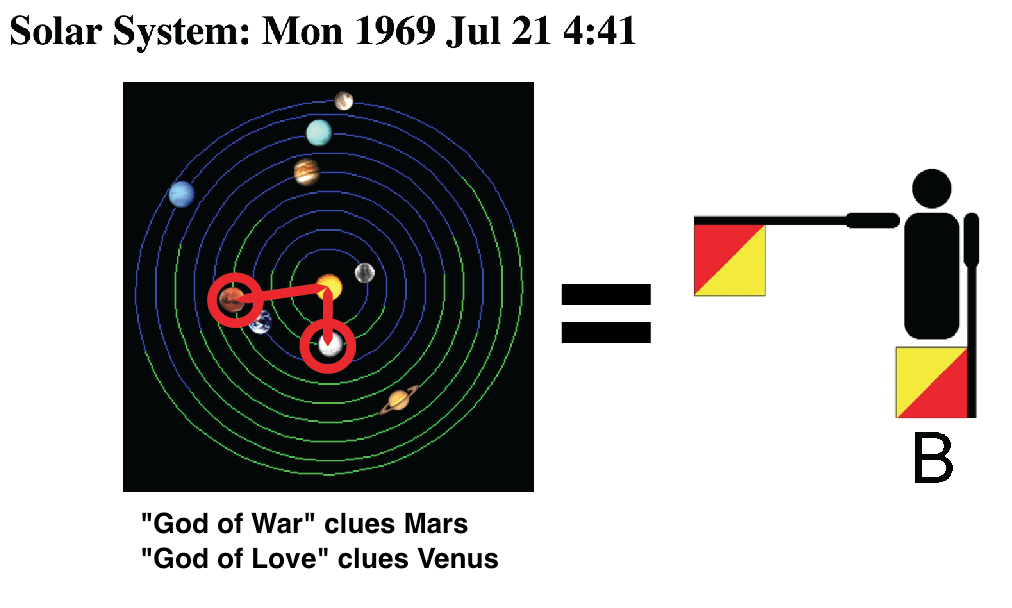 Solar System: Mon 1969 Jul 21 4:41
B
"God of War" clues Mars
"God of Love" clues Venus